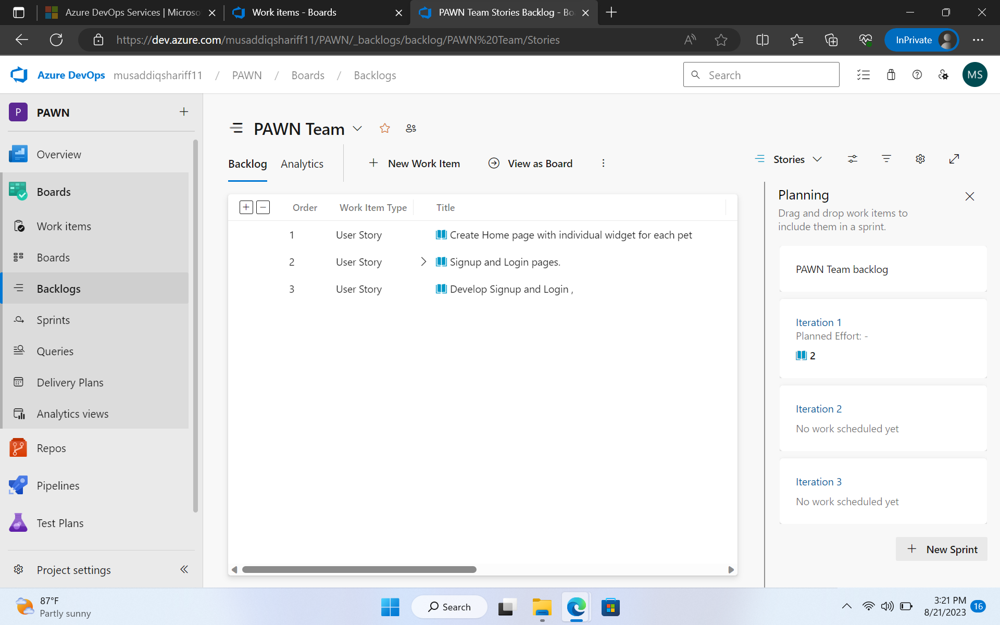 Azure DevOps Services | Microso
Work items - Boards
PAWN Team Stories Backlog - Bo
https://dev.azure.com/musaddiqshariff11/PAWN/_backlogs/backlog/PAWN%20Team/Stories
InPrivate
Azure DevOps musaddiqshariff11 / PAWN / Boards / Backlogs
Search
MS
P PAWN
Overview
Boards
Work items
Boards
Backlogs
Sprints
Queries
Delivery Plans
Analytics views
Repos
Pipelines
Test Plans
Project settings
PAWN Team
Backlog Analytics New Work Item View as Board
Stories
Order Work Item Type Title
1 User Story Create Home page with individual widget for each pet
2 User Story Signup and Login pages.
3 User Story Develop Signup and Login ,
Planning
Drag and drop work items to
include them in a sprint.
PAWN Team backlog
Iteration 1
Planned Effort: -
2
Iteration 2
No work scheduled yet
Iteration 3
No work scheduled yet
New Sprint
87°F
Partly sunny
Search
3:21 PM
8/21/2023
16